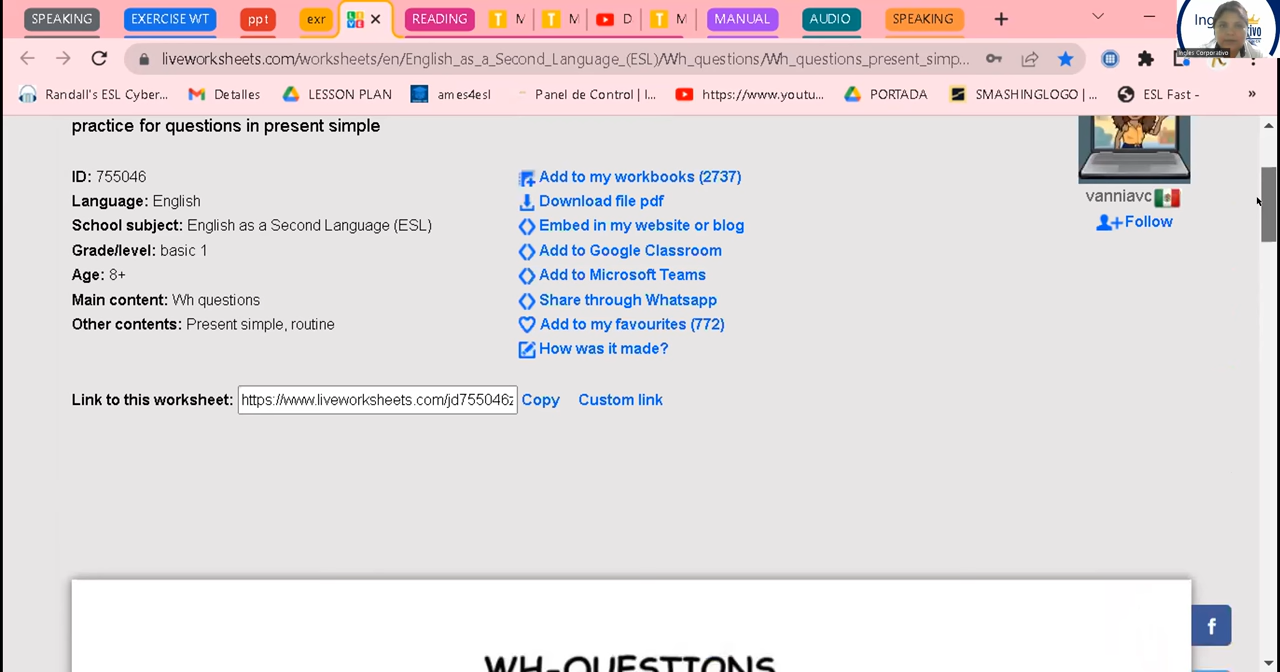 SPEAKING EXERCISE WT ppt exr READING M M D M MANUAL AUDIO SPEAKING
liveworksheets.com/worksheets/en/English_as_a_Second_Language_(ESL)/Wh_questions/Wh_questions_present_simp...
Randall's ESL Cyber... Detalles LESSON PLAN ames4esl Panel de Control | I... https://www.youtu... PORTADA SMASHINGLOGO | ... ESL Fast - »
practice for questions in present simple
ID: 755046
Language: English
School subject: English as a Second Language (ESL)
Grade/level: basic 1
Age: 8+
Main content: Wh questions
Other contents: Present simple, routine
Add to my workbooks (2737)
Download file pdf
Embed in my website or blog
Add to Google Classroom
Add to Microsoft Teams
Share through Whatsapp
Add to my favourites (772)
How was it made?
vanniavc
Follow
Link to this worksheet: https://www.liveworksheets.com/jd755046z Copy Custom link
WH-QUESTIONS